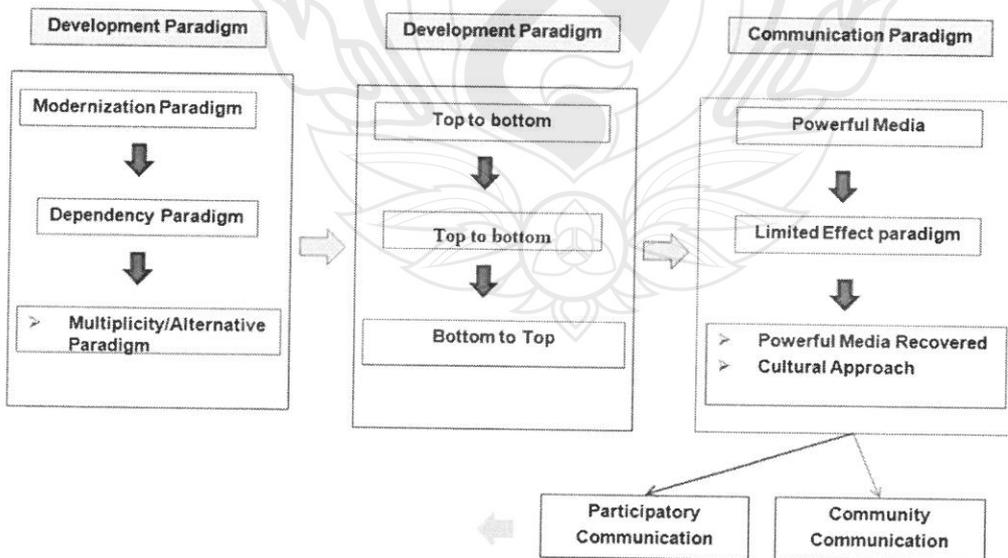 Development Paradigm
Modernization Paradigm
Dependency Paradigm
➢ Multiplicity/Alternative
Paradigm
Development Paradigm
Top to bottom
Top to bottom
Bottom to Top
Communication Paradigm
Powerful Media
Limited Effect paradigm
➢ Powerful Media Recovered
➢ Cultural Approach
Participatory
Communication
Community
Communication